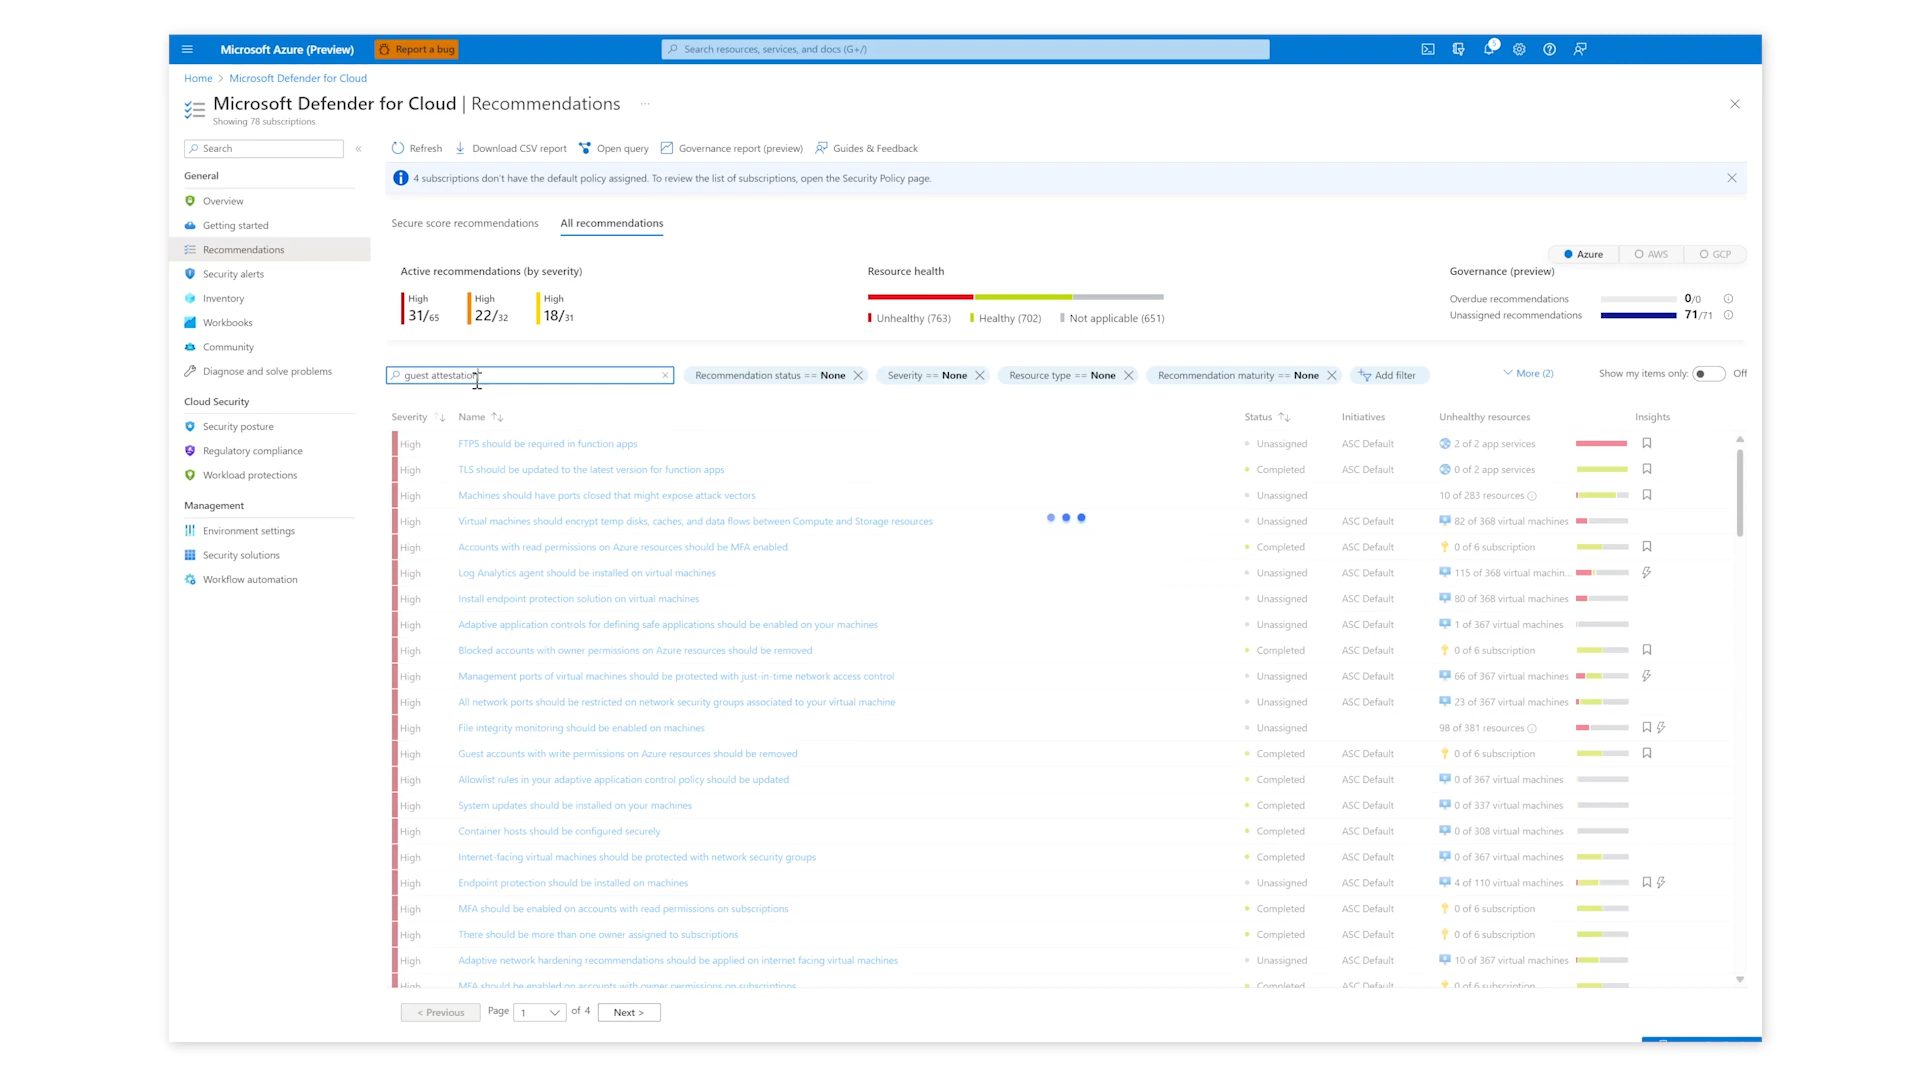 Microsoft Azure (Preview) Report a bug Search resources, services, and docs (G+/) 5
Home > Microsoft Defender for Cloud
Microsoft Defender for Cloud | Recommendations ...
Showing 78 subscriptions
Search «
General
Overview
Getting started
Recommendations
Security alerts
Inventory
Workbooks
Community
Diagnose and solve problems
Cloud Security
Security posture
Regulatory compliance
Workload protections
Management
Environment settings
Security solutions
Workflow automation
Refresh Download CSV report Open query Governance report (preview) Guides & Feedback
4 subscriptions don't have the default policy assigned. To review the list of subscriptions, open the Security Policy page.
Secure score recommendations All recommendations
Azure AWS GCP
Active recommendations (by severity) Resource health Governance (preview)
High High High
31/65 22/32 18/31
Unhealthy (763) Healthy (702) Not applicable (651)
Overdue recommendations 0/0
Unassigned recommendations 71/71
guest attestation Recommendation status == None Severity == None Resource type == None Recommendation maturity == None Add filter More (2) Show my items only: Off
Severity Name Status Initiatives Unhealthy resources Insights
High FTPS should be required in function apps Unassigned ASC Default 2 of 2 app services
High TLS should be updated to the latest version for function apps Completed ASC Default 0 of 2 app services
High Machines should have ports closed that might expose attack vectors Unassigned 10 of 283 resources
High Virtual machines should encrypt temp disks, caches, and data flows between Compute and Storage resources Unassigned ASC Default 82 of 368 virtual machines
High Accounts with read permissions on Azure resources should be MFA enabled Completed ASC Default 0 of 6 subscription
High Log Analytics agent should be installed on virtual machines Unassigned ASC Default 115 of 368 virtual machin...
High Install endpoint protection solution on virtual machines Unassigned ASC Default 80 of 368 virtual machines
High Adaptive application controls for defining safe applications should be enabled on your machines Unassigned ASC Default 1 of 367 virtual machines
High Blocked accounts with owner permissions on Azure resources should be removed Completed ASC Default 0 of 6 subscription
High Management ports of virtual machines should be protected with just-in-time network access control Unassigned ASC Default 66 of 367 virtual machines
High All network ports should be restricted on network security groups associated to your virtual machine Unassigned ASC Default 23 of 367 virtual machines
High File integrity monitoring should be enabled on machines Unassigned 98 of 381 resources
High Guest accounts with write permissions on Azure resources should be removed Completed ASC Default 0 of 6 subscription
High Allowlist rules in your adaptive application control policy should be updated Completed ASC Default 0 of 367 virtual machines
High System updates should be installed on your machines Completed ASC Default 0 of 337 virtual machines
High Container hosts should be configured securely Completed ASC Default 0 of 308 virtual machines
High Internet-facing virtual machines should be protected with network security groups Completed ASC Default 0 of 367 virtual machines
High Endpoint protection should be installed on machines Unassigned ASC Default 4 of 110 virtual machines
High MFA should be enabled on accounts with read permissions on subscriptions Completed ASC Default 0 of 6 subscription
High There should be more than one owner assigned to subscriptions Completed ASC Default 0 of 6 subscription
High Adaptive network hardening recommendations should be applied on internet facing virtual machines Unassigned ASC Default 10 of 367 virtual machines
High MFA should be enabled on accounts with owner permissions on subscriptions Completed ASC Default 0 of 6 subscription
< Previous Page 1 of 4 Next >